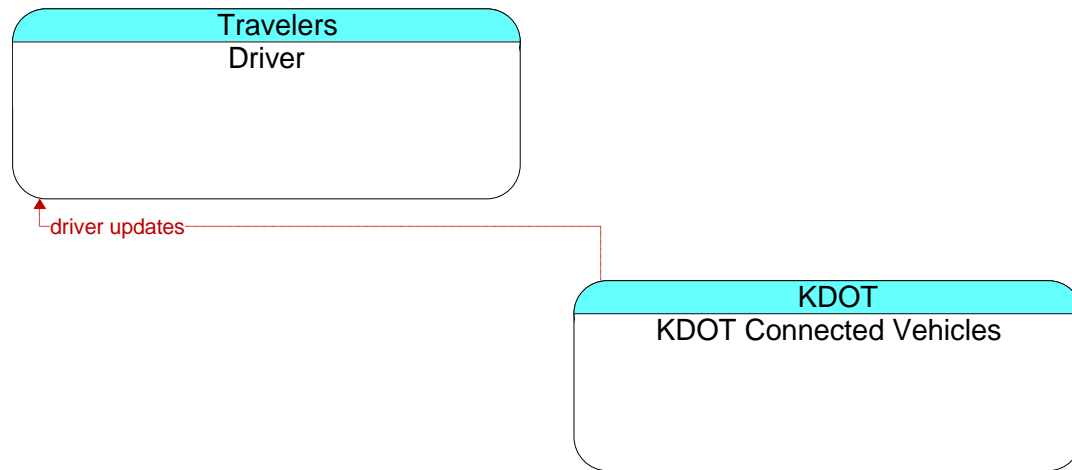 Travelers
Driver
driver updates
KDOT
KDOT Connected Vehicles